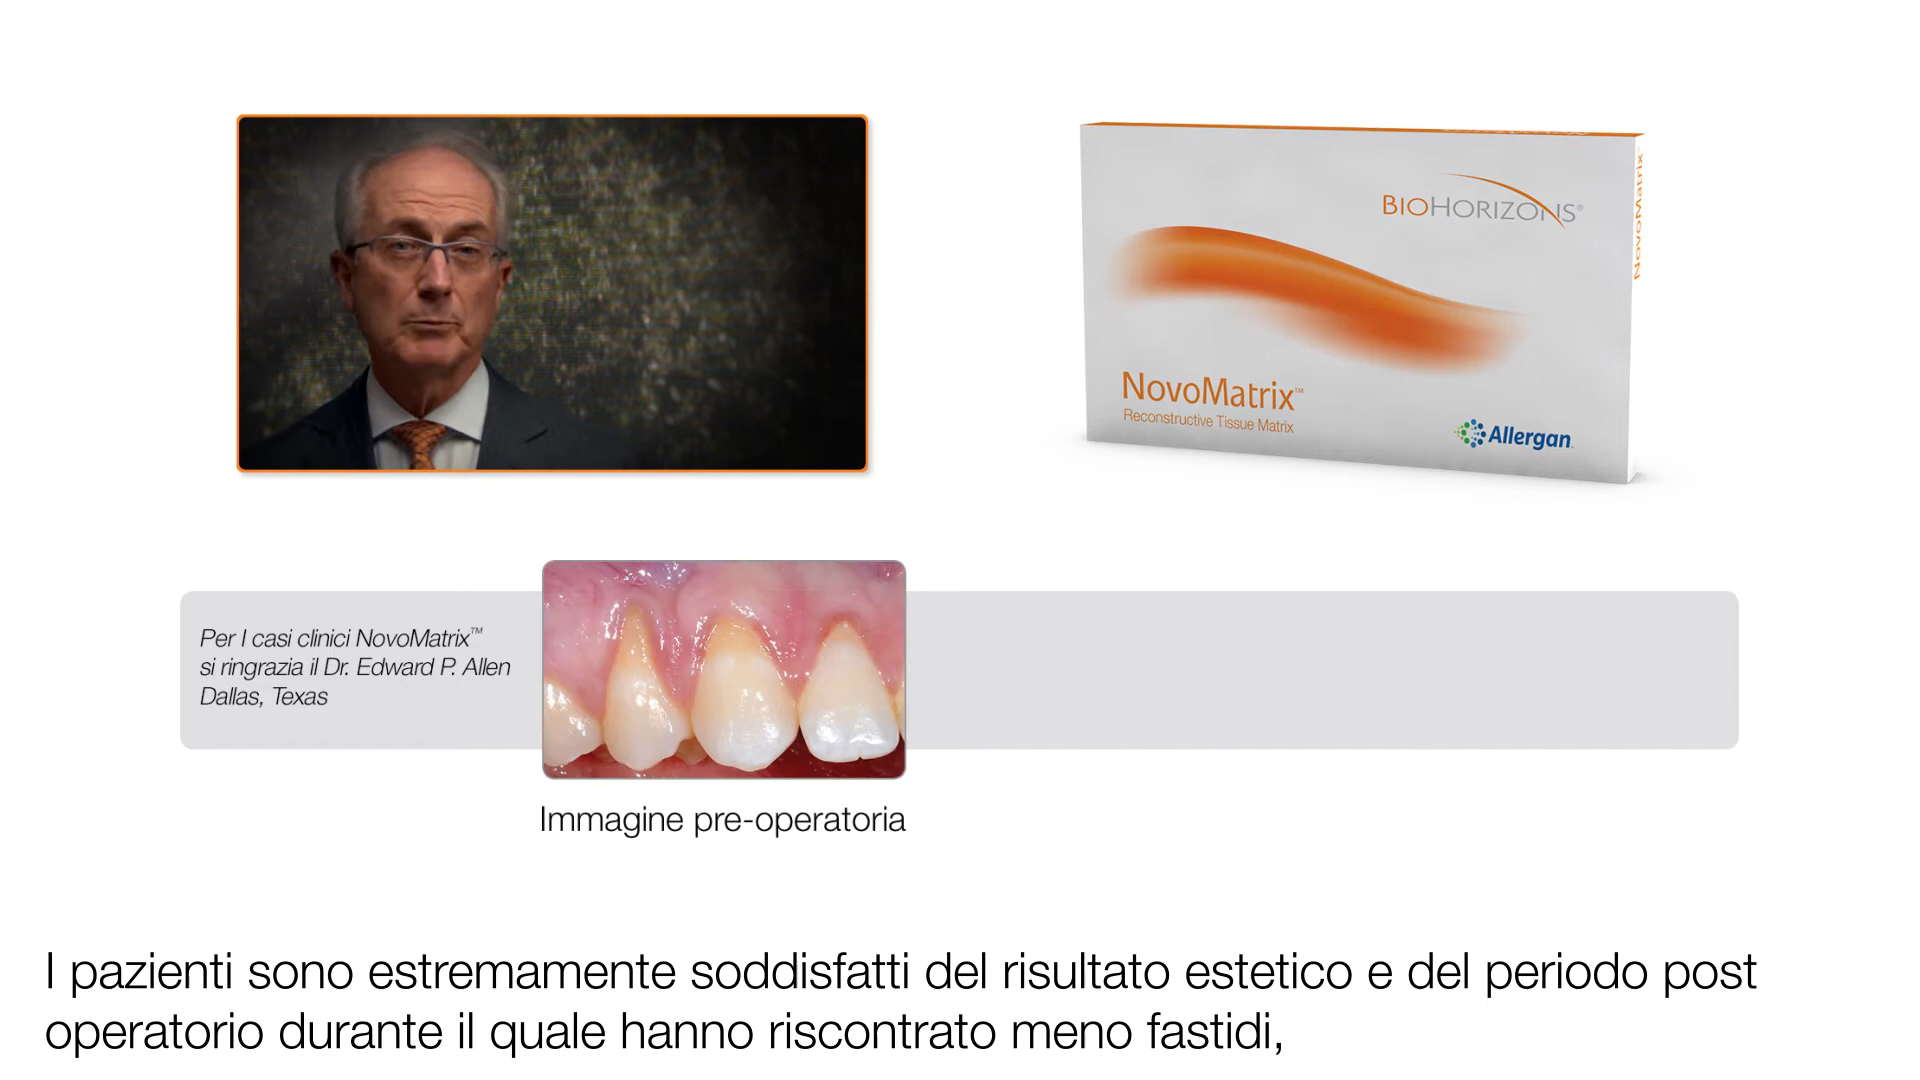 BIOHORIZONS®
NovoMatrix™
NovoMatrix™
Reconstructive Tissue Matrix
Allergan
Per I casi clinici NovoMatrix™
si ringrazia il Dr. Edward P. Allen
Dallas, Texas
Immagine pre-operatoria
I pazienti sono estremamente soddisfatti del risultato estetico e del periodo post
operatorio durante il quale hanno riscontrato meno fastidi,